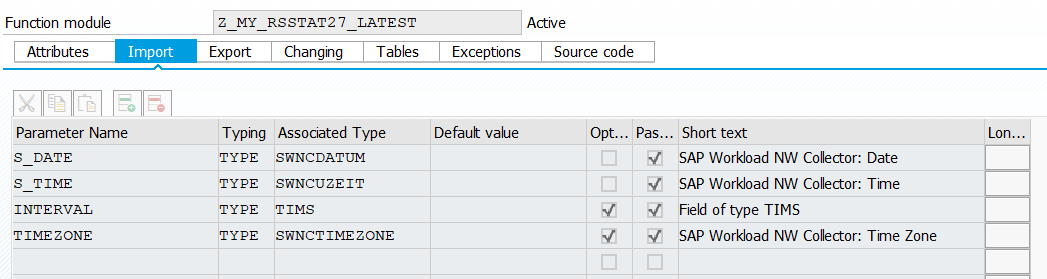 Function module Z_MY_RSSTAT27_LATEST Active
Attributes Import Export Changing Tables Exceptions Source code
Parameter Name Typing Associated Type Default value Opt... Pas... Short text Lon...
S_DATE TYPE SWNCDATUM SAP Workload NW Collector: Date
S_TIME TYPE SWNCUZEIT SAP Workload NW Collector: Time
INTERVAL TYPE TIMS Field of type TIMS
TIMEZONE TYPE SWNCTIMEZONE SAP Workload NW Collector: Time Zone